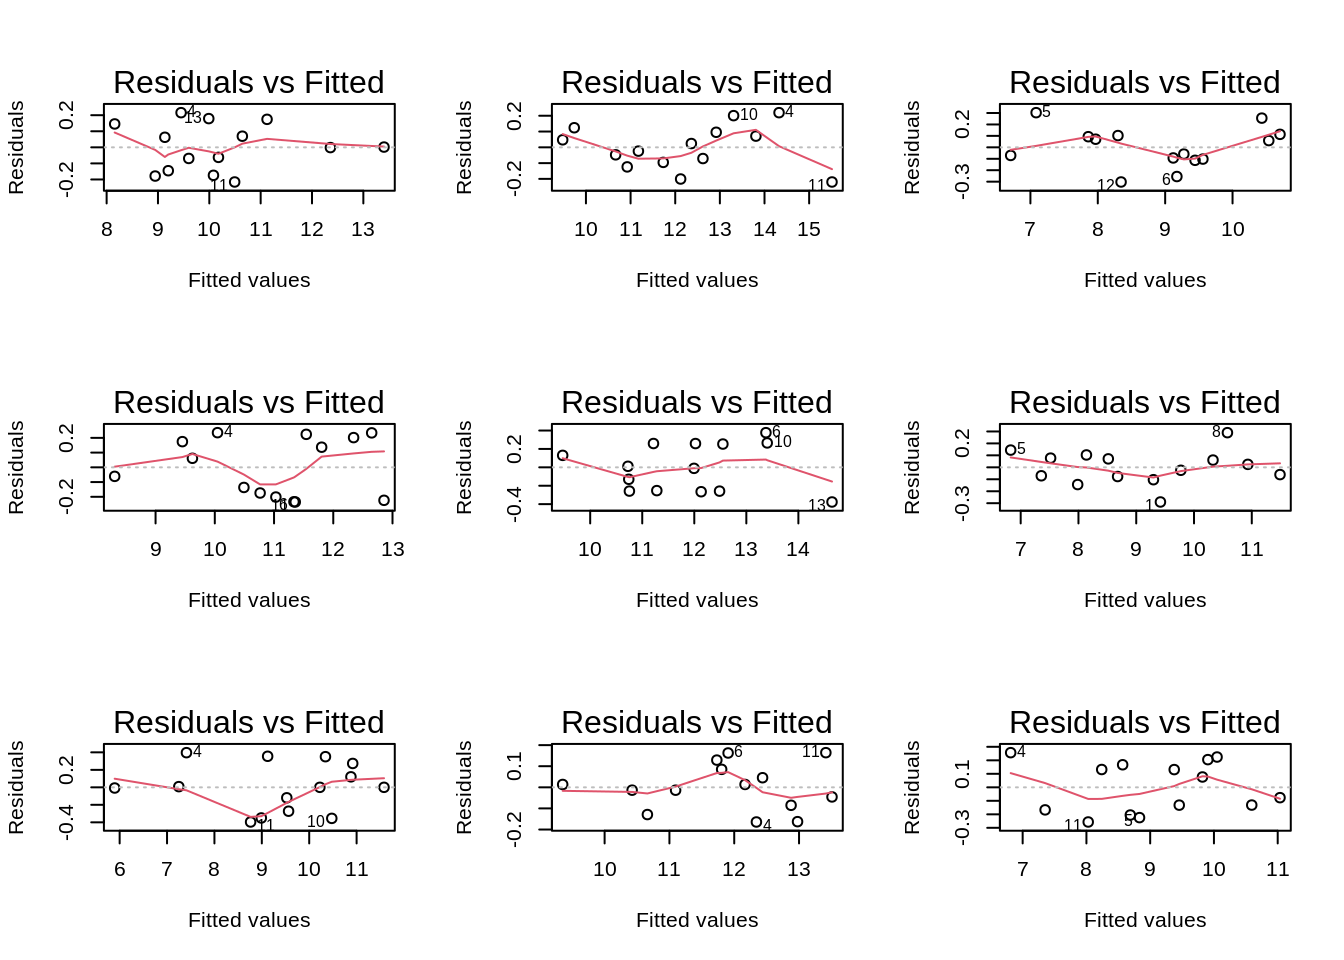 Residuals vs Fitted
Residuals
0.2
-0.2
4
13
11
8 9 10 11 12 13
Fitted values
Residuals vs Fitted
Residuals
0.2
-0.2
10
4
11
10 11 12 13 14 15
Fitted values
Residuals vs Fitted
Residuals
0.2
-0.3
5
12
6
7 8 9 10
Fitted values
Residuals vs Fitted
Residuals
0.2
-0.2
4
9 10 11 12 13
Fitted values
Residuals vs Fitted
Residuals
0.2
-0.4
6
10
13
10 11 12 13 14
Fitted values
Residuals vs Fitted
Residuals
0.2
-0.3
5
8
1
7 8 9 10 11
Fitted values
Residuals vs Fitted
Residuals
0.2
-0.4
4
11
10
6 7 8 9 10 11
Fitted values
Residuals vs Fitted
Residuals
0.1
-0.2
6
11
4
10 11 12 13
Fitted values
Residuals vs Fitted
Residuals
0.1
-0.3
4
11
5
7 8 9 10 11
Fitted values